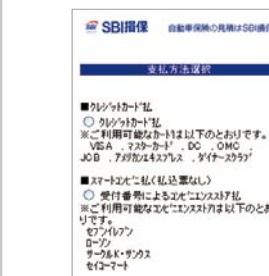 SBI損保 自動車保険の見積はSBI損
支払方法選択
■クレジットカード払
○ クレジットカード払
※ご利用可能なカードは以下のとおりです。
VISA 、マスターカード 、DC 、OMC 、
JCB 、アメリカンエキスプレス 、ダイナースクラブ
■スマートコンビニ払(払込票なし)
○ 受付番号によるコンビニエンスストア払
※ご利用可能なコンビニエンスストアは以下のとお
りです。
セブンイレブン
ローソン
サークルK・サンクス
セイコーマート